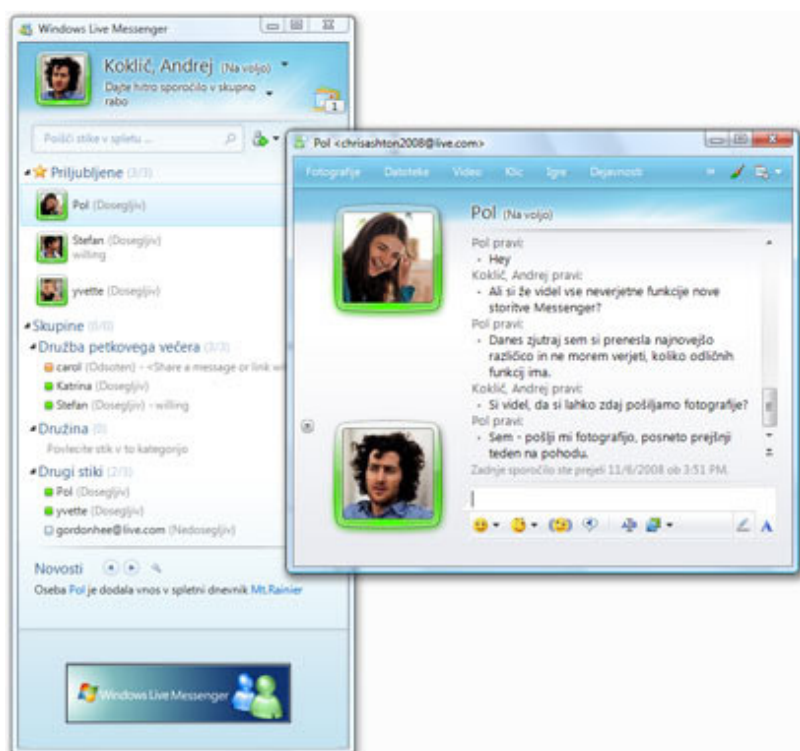 Windows Live Messenger
Koklič, Andrej (Na voljo)
Dajte hitro sporočilo v skupno
rabo
1
Poišči stike v spletu ...
Priljubljene (3/3)
Pol (Dosegljiv)
Stefan (Dosegljiv)
willing
yvette (Dosegljiv)
Skupine (0/0)
Družba petkovega večera (3/3)
carol (Odsoten) - <Share a message or link wi
Katrina (Dosegljiv)
Stefan (Dosegljiv) - willing
Družina (0)
Povlecite stik v to kategorijo
Drugi stiki (2/3)
Pol (Dosegljiv)
yvette (Dosegljiv)
gordonhee@live.com (Nedosegljiv)
Novosti
Oseba Pol je dodala vnos v spletni dnevnik Mt.Rainier
Windows Live Messenger
Pol <chrisashton2008@live.com>
Fotografije Datoteke Video Klic Igre Dejavnosti »
Pol (Na voljo)
Pol pravi:
Hey
Koklič, Andrej pravi:
Ali si že videl vse neverjetne funkcije nove
storitve Messenger?
Pol pravi:
Danes zjutraj sem si prenesla najnovejšo
različico in ne morem verjeti, koliko odličnih
funkcij ima.
Koklič, Andrej pravi:
Si videl, da si lahko zdaj pošiljamo fotografije?
Pol pravi:
Sem - pošlji mi fotografijo, posneto prejšnji
teden na pohodu.
Zadnje sporočilo ste prejeli 11/6/2008 ob 3:51 PM.
A